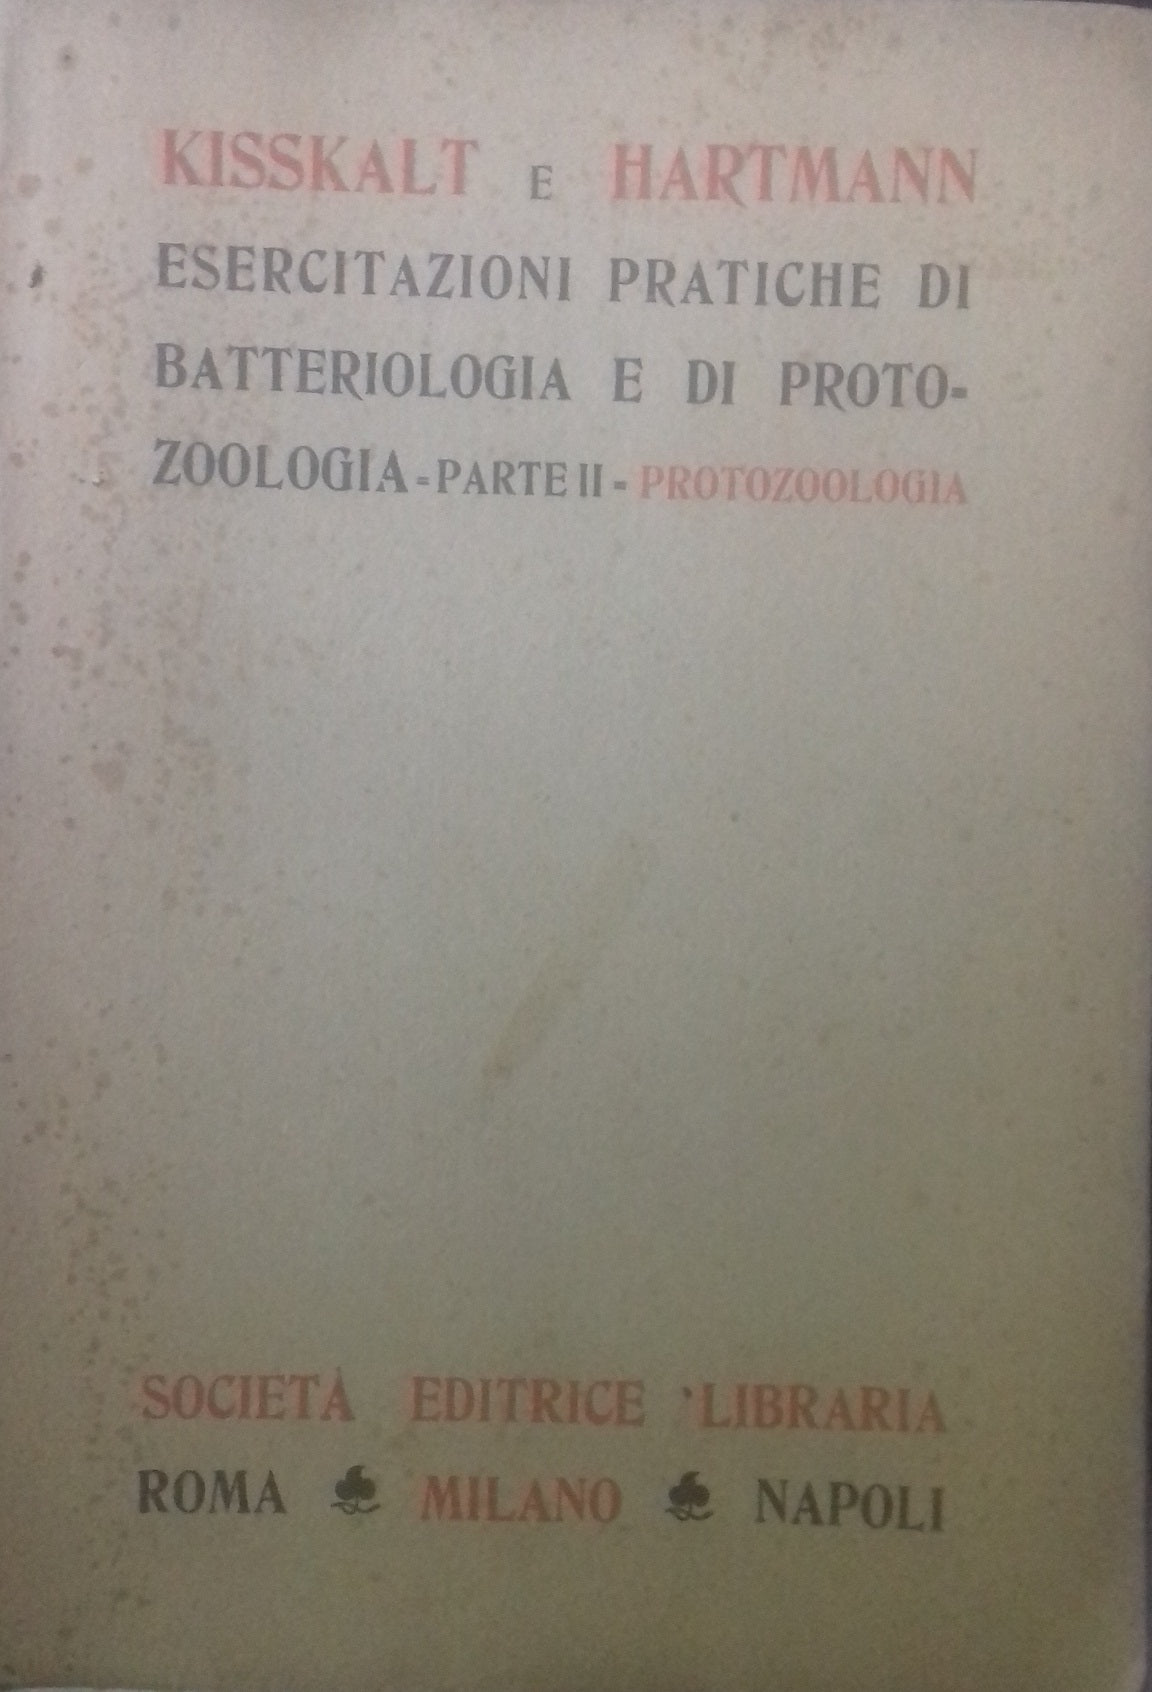 KISSKALT E HARTMANN
ESERCITAZIONI PRATICHE DI
BATTERIOLOGIA E DI PROTO-
ZOOLOGIA - PARTE II - PROTOZOOLOGIA
SOCIETÀ EDITRICE LIBRARIA
ROMA MILANO NAPOLI